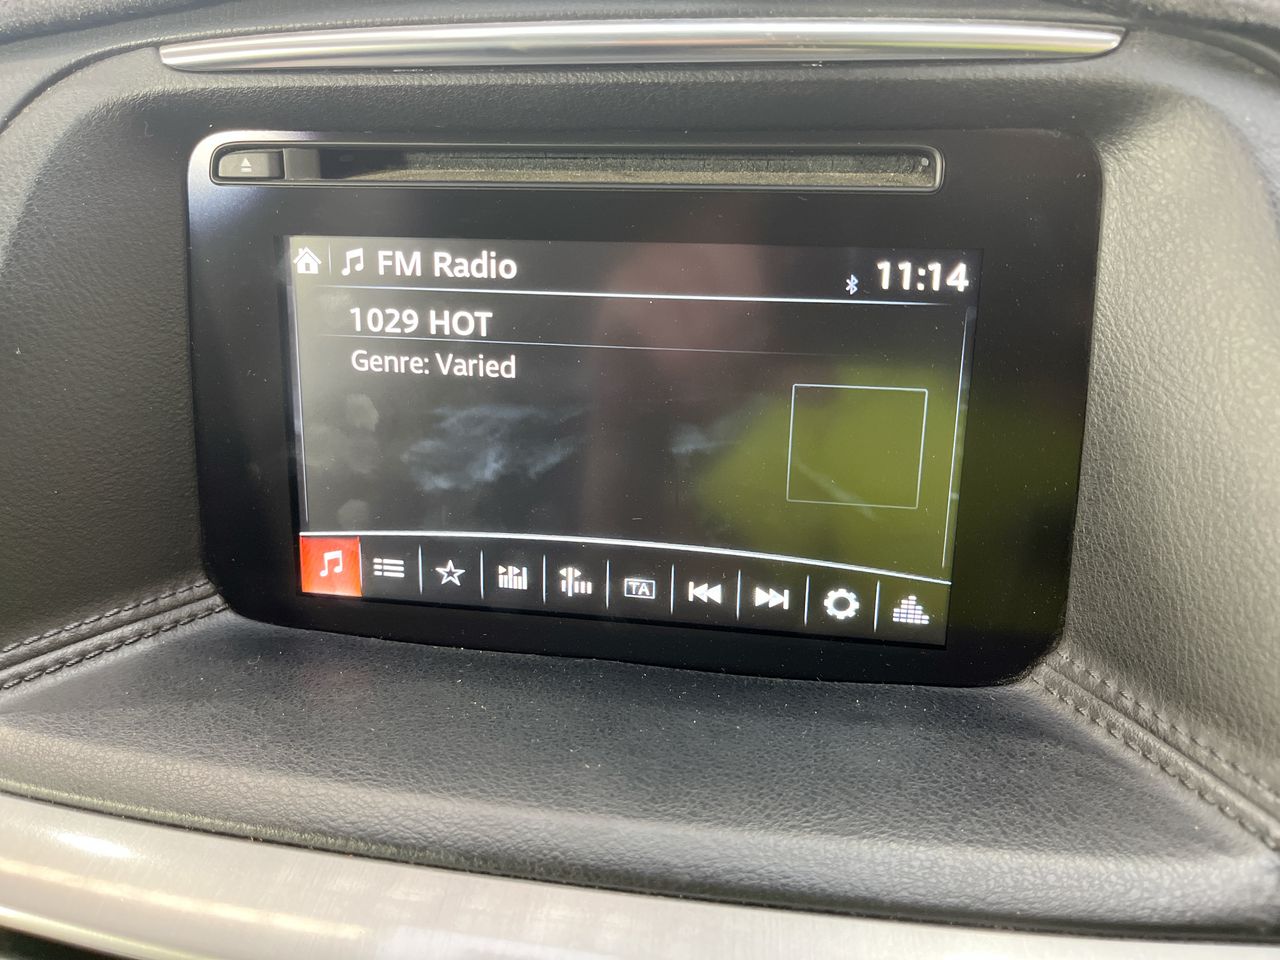 FM Radio
11:14
1029 HOT
Genre: Varied
TA